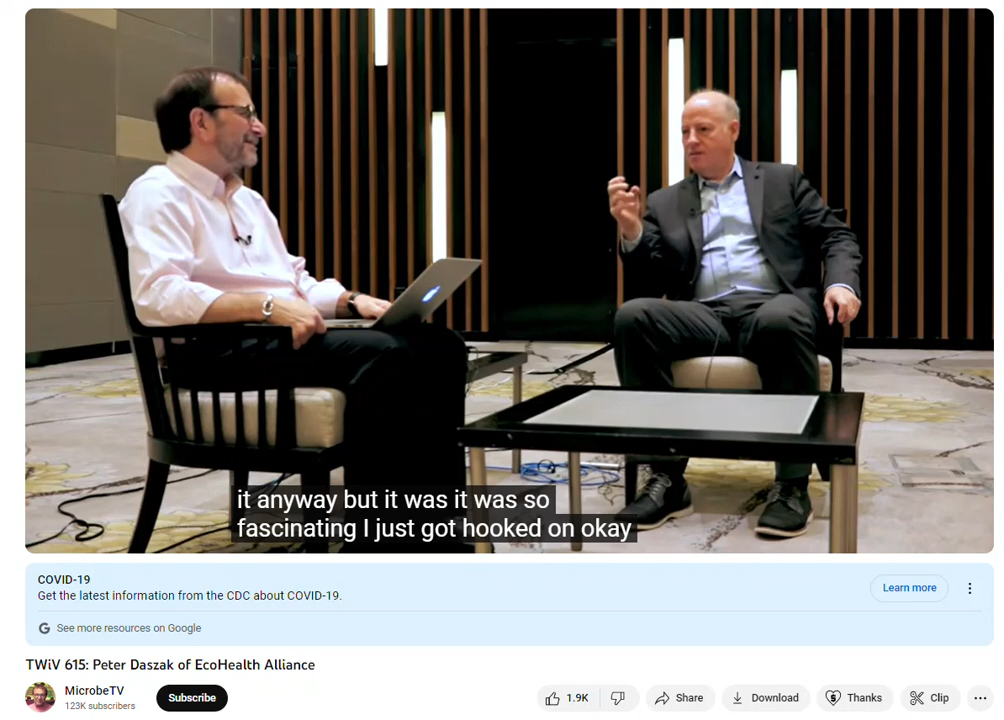 it anyway but it was it was so
fascinating I just got hooked on okay
COVID-19
Get the latest information from the CDC about COVID-19.
Learn more
See more resources on Google
TWiV 615: Peter Daszak of EcoHealth Alliance
MicrobeTV
123K subscribers
Subscribe
1.9K
Share
Download
Thanks
Clip